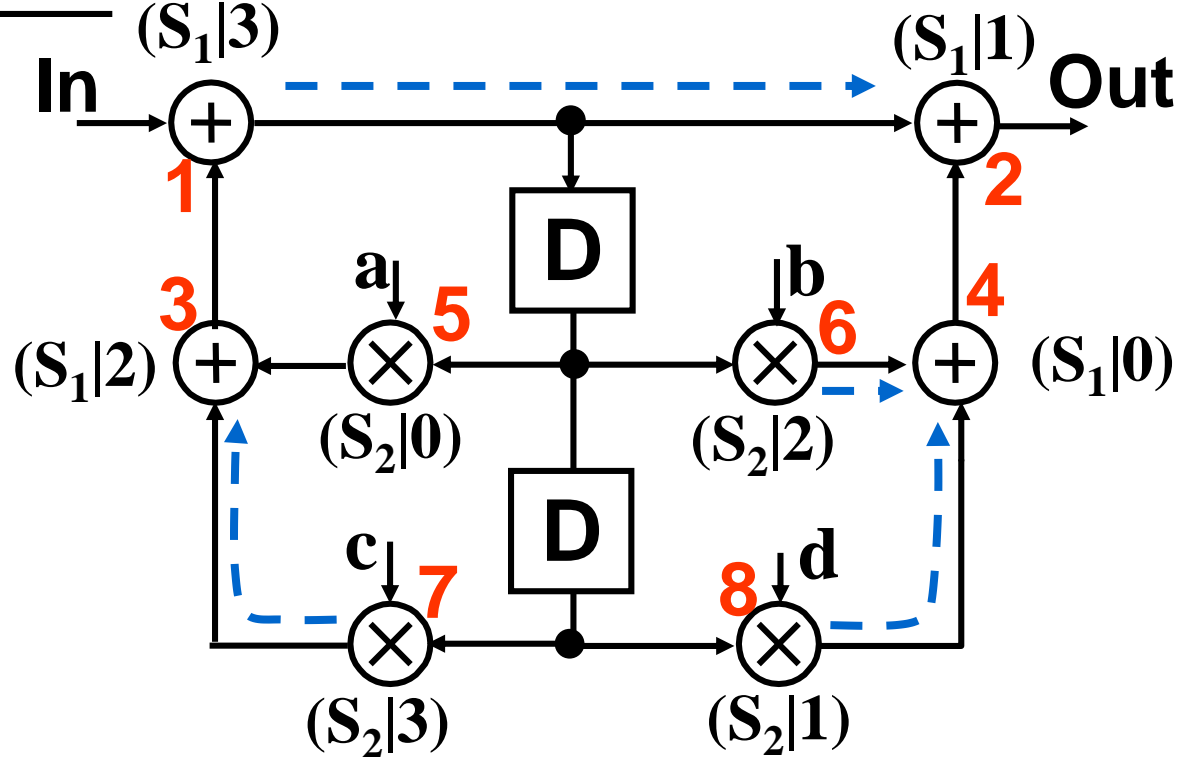 (S₁|3) (S₁|1)
In + + Out
1 2
D
a b
3 5 6 4
+ × × +
(S₁|2) (S₁|0)
(S₂|0) (S₂|2)
D
c d
7 8
× ×
(S₂|3) (S₂|1)